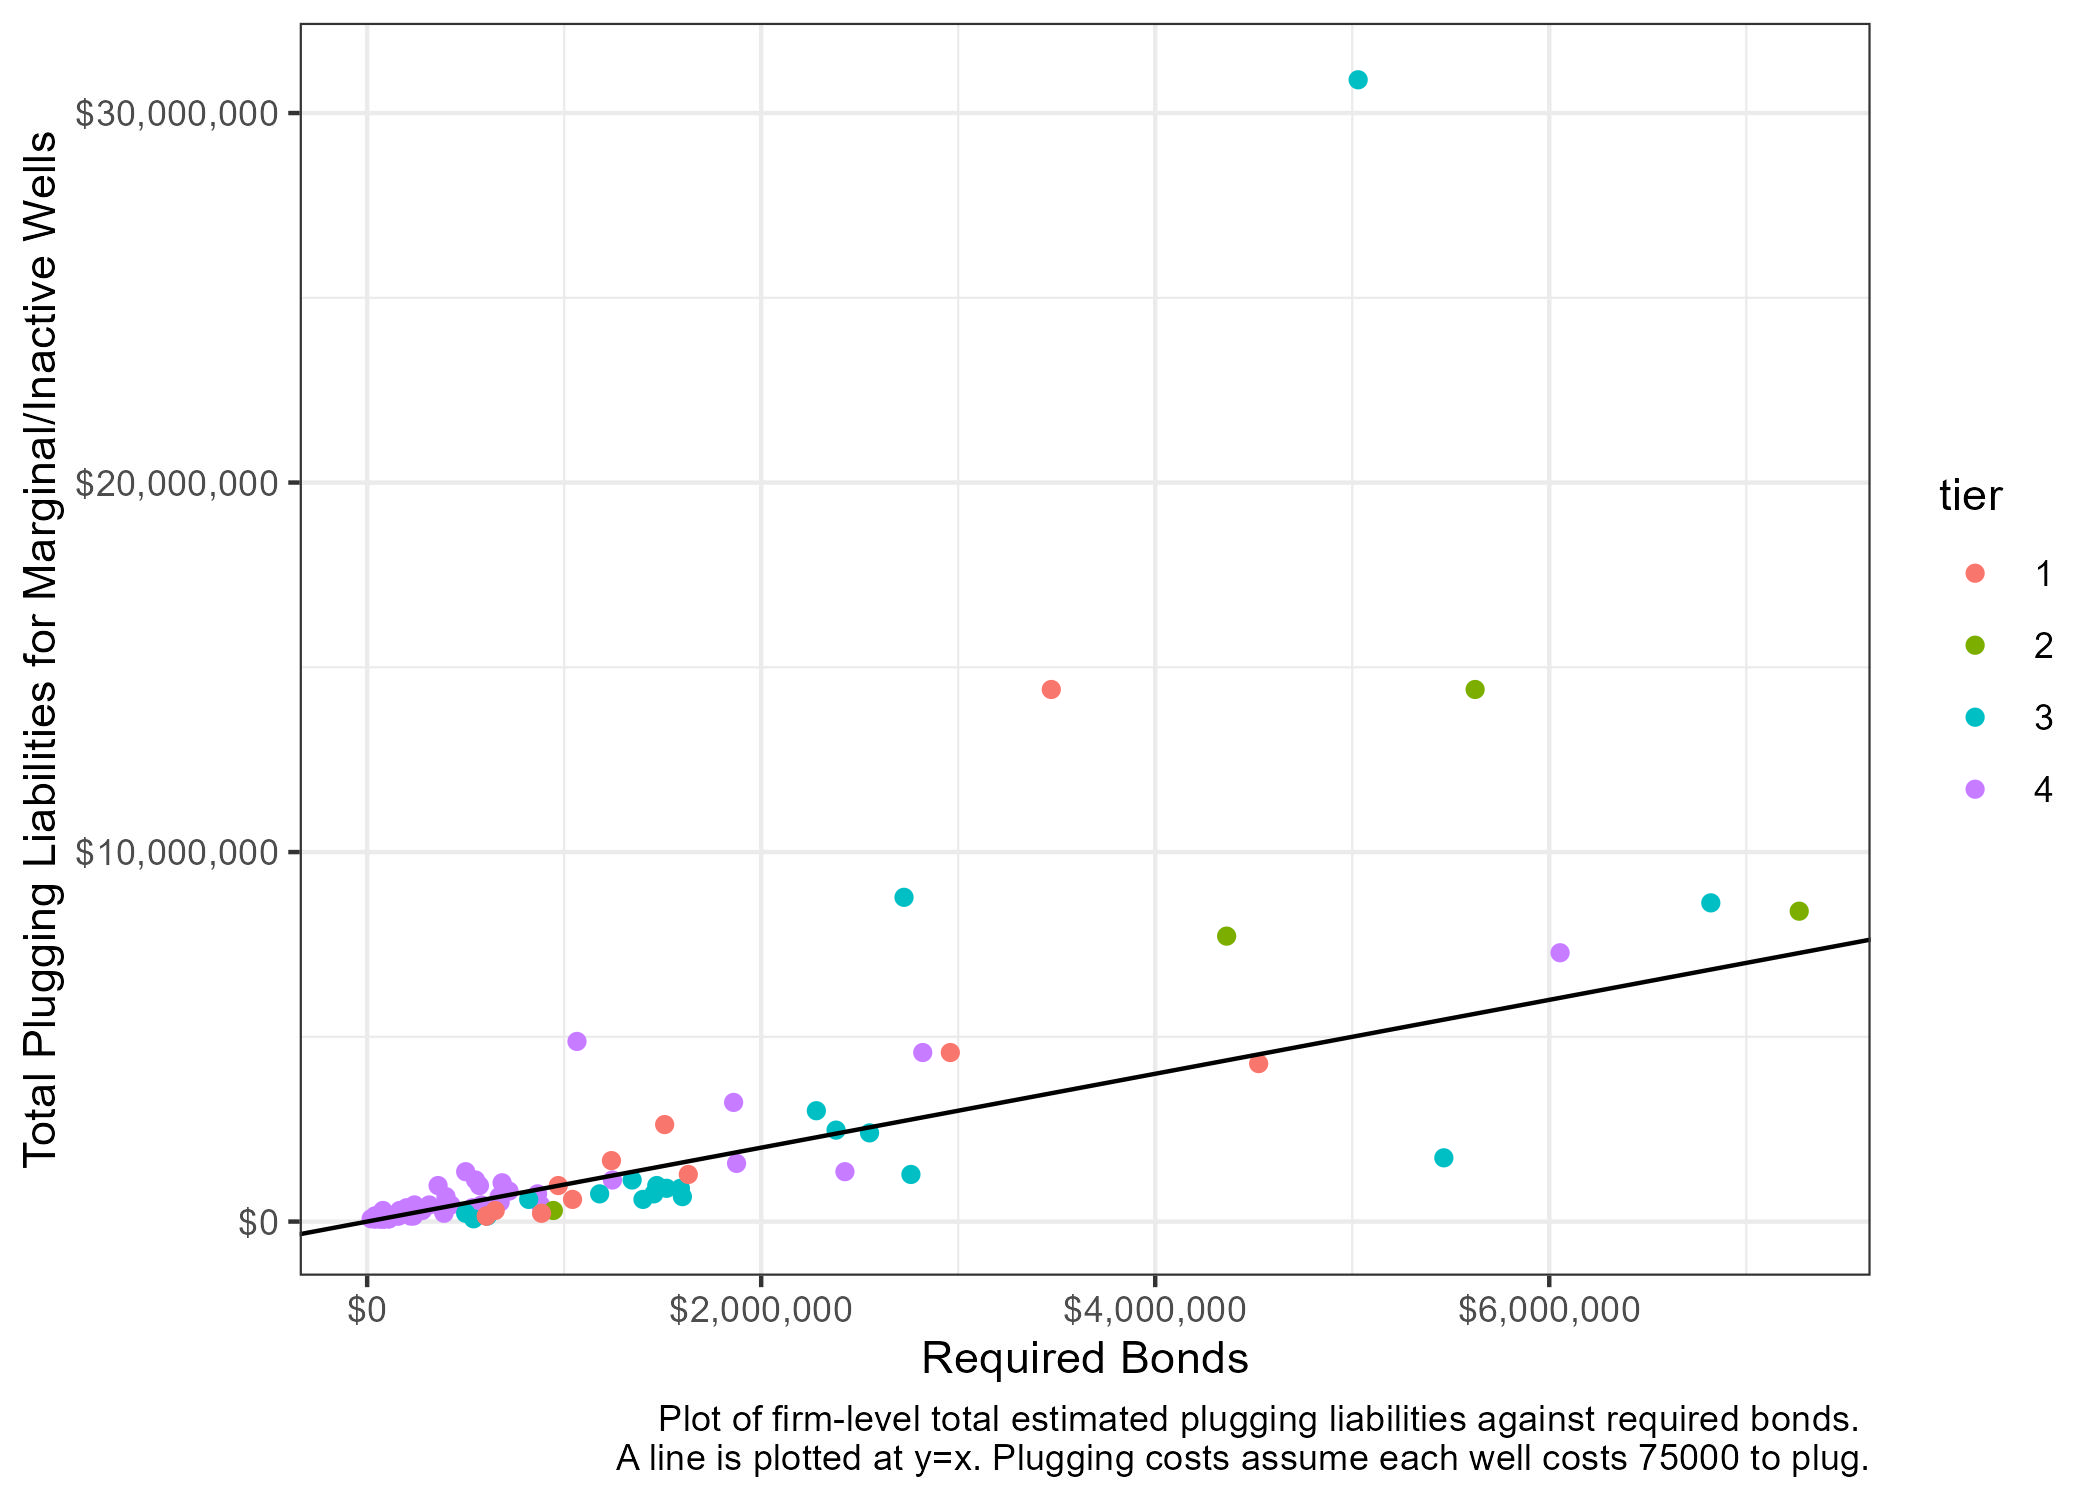 Total Plugging Liabilities for Marginal/Inactive Wells
$30,000,000
$20,000,000
$10,000,000
$0
$0
$2,000,000
$4,000,000
$6,000,000
Required Bonds
tier
1
2
3
4
Plot of firm-level total estimated plugging liabilities against required bonds.
A line is plotted at y=x. Plugging costs assume each well costs 75000 to plug.